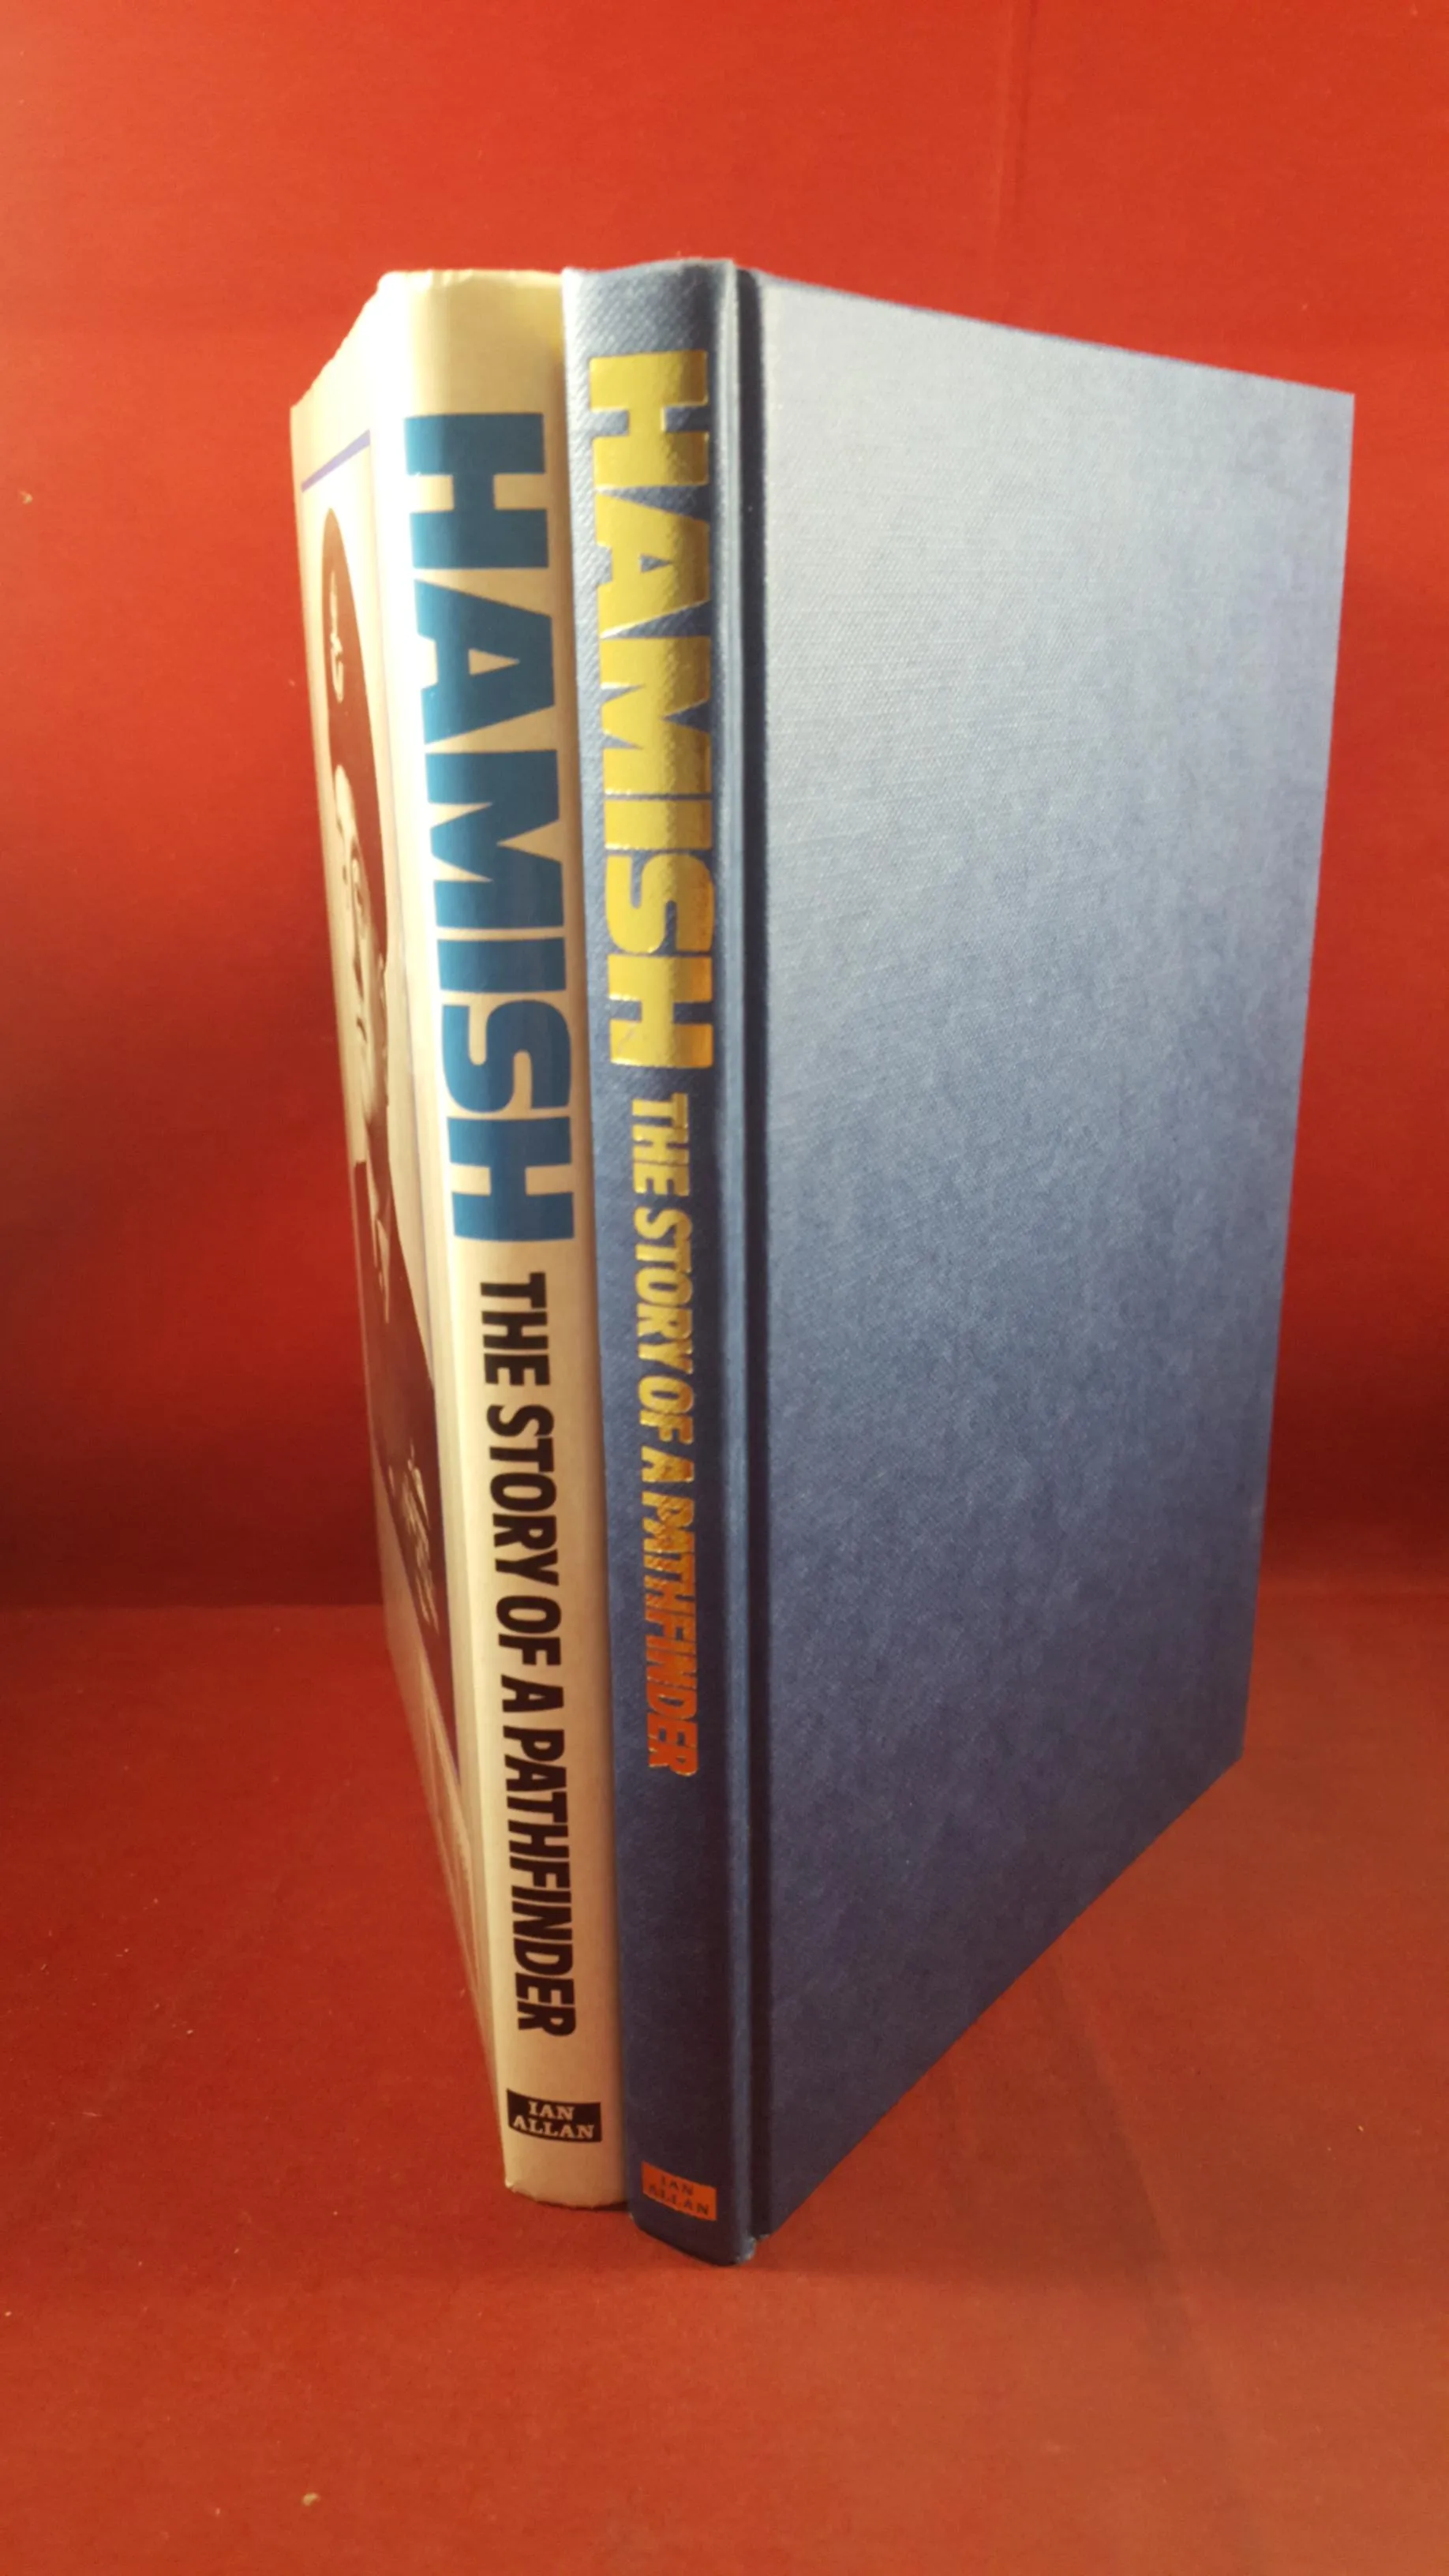 HAMISH THE STORY OF A PATHFINDER
IAN
ALLAN
HAMISH THE STORY OF A PATHFINDER
IAN
ALLAN